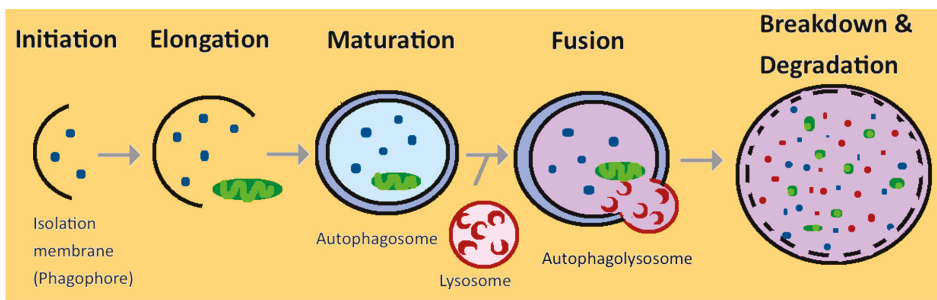 Initiation
Elongation
Maturation
Fusion
Breakdown &
Degradation
Isolation
membrane
(Phagophore)
Autophagosome
Lysosome
Autophagolysosome